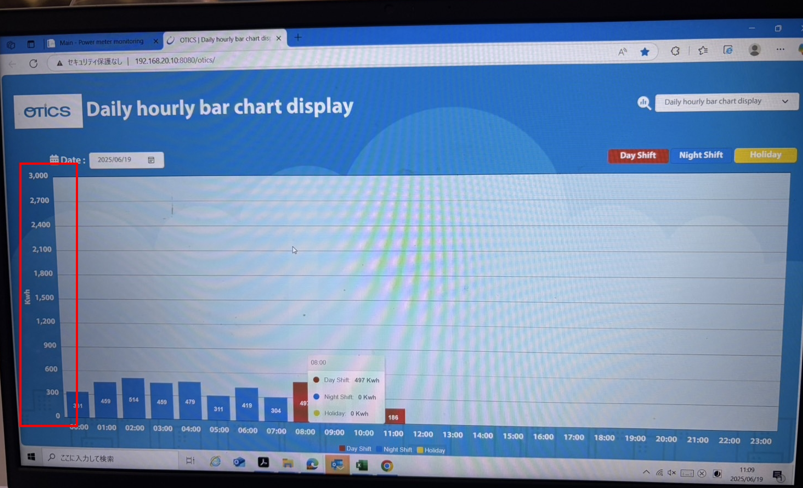 Main - Power meter monitoring
OTICS | Daily hourly bar chart dis
セキュリティ保護なし | 192.168.20.10:8080/otics/
OTICS
Daily hourly bar chart display
Daily hourly bar chart display
Date :
2025/06/19
Day Shift
Night Shift
Holiday
3,000
2,700
2,400
2,100
1,800
1,500
1,200
900
600
300
0
Kwh
459
514
459
479
311
419
304
186
08:00
Day Shift 497 Kwh
Night Shift 0 Kwh
Holiday 0 Kwh
01:00 02:00 03:00 04:00 05:00 06:00 07:00 08:00 09:00 10:00 11:00 12:00 13:00 14:00 15:00 16:00 17:00 18:00 19:00 20:00 21:00 22:00 23:00
Day Shift Night Shift Holiday
ここに入力して検索
11:09
2025/06/19